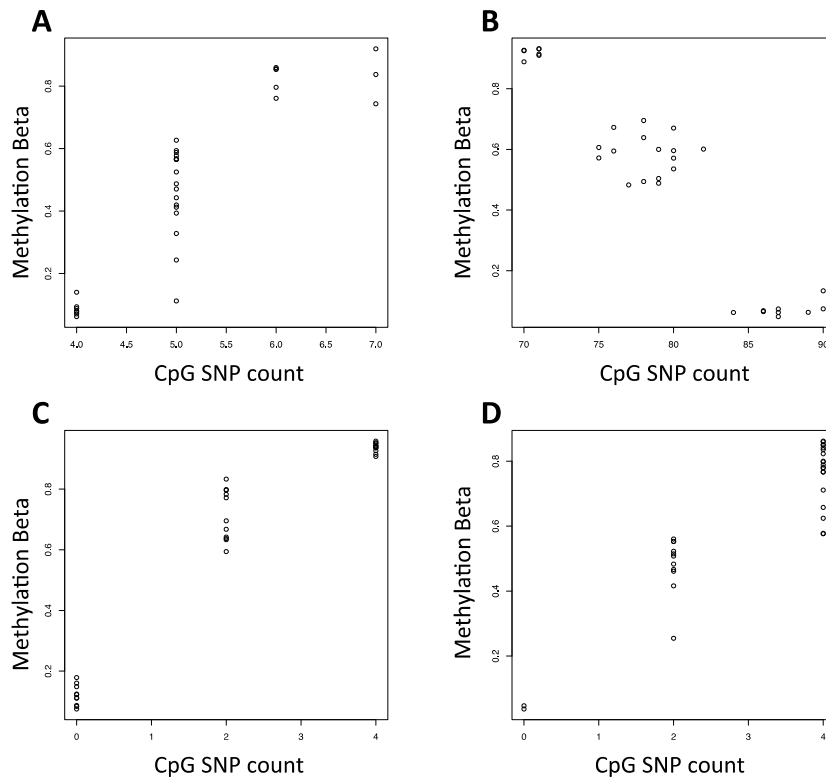 A
B
Methylation Beta
0.2 0.4 0.6 0.8
4.0 4.5 5.0 5.5 6.0 6.5 7.0
CpG SNP count
Methylation Beta
0.2 0.4 0.6 0.8
70 75 80 85 90
CpG SNP count
C
D
Methylation Beta
0.2 0.4 0.6 0.8
0 1 2 3 4
CpG SNP count
Methylation Beta
0.2 0.4 0.6 0.8
0 1 2 3 4
CpG SNP count